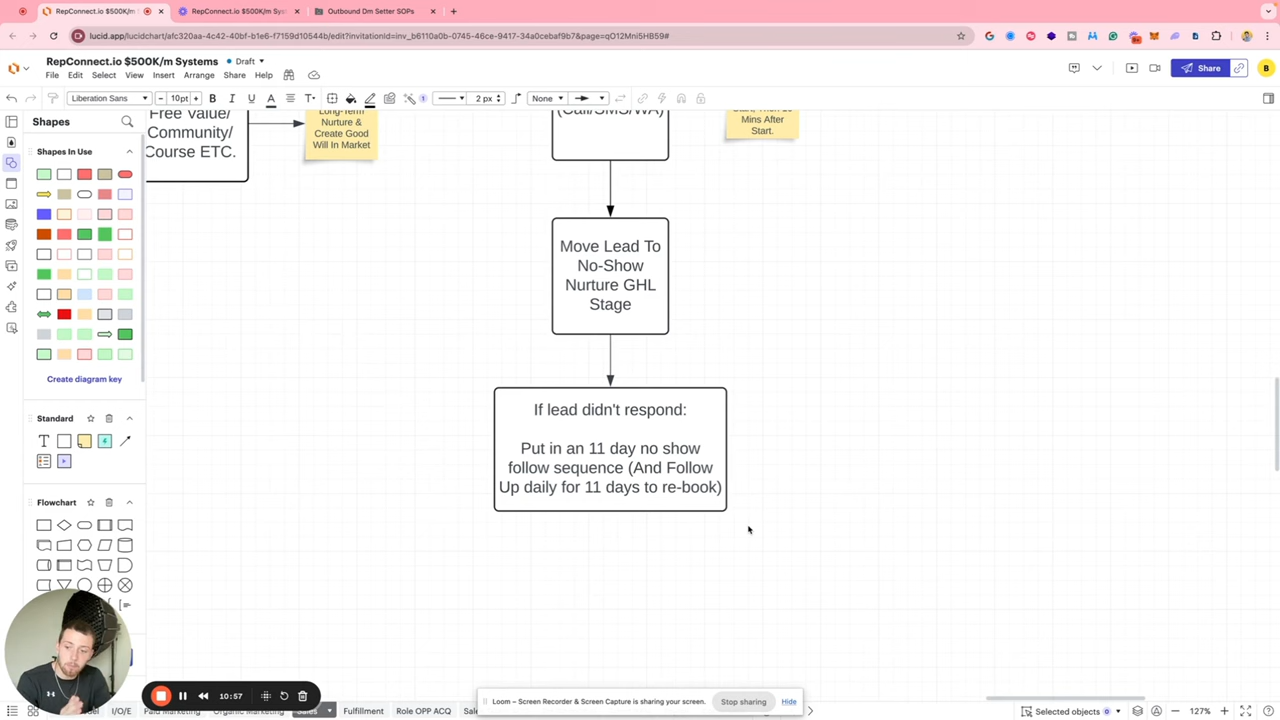 RepConnect.io $500K/m S
RepConnect.io $500K/m Sys
Outbound Dm Setter SOPs
lucid.app/lucidchart/afc320aa-4c42-40bf-b1e6-f7159d10544b/edit?invitationId=inv_b6110a0b-0745-46ce-9417-34a0cebaf9b7&page=qO12Mni5HB59#
RepConnect.io $500K/m Systems
Draft
File Edit Select View Insert Arrange Share Help
Share
B
Liberation Sans
10pt
B I U A T
2 px
None
Shapes
Shapes In Use
Create diagram key
Standard
T
Flowchart
Free Value/
Community/
Course ETC.
Long-Term
Nurture &
Create Good
Will In Market
(Call/SMS/WA)
Mins After
Start.
Move Lead To
No-Show
Nurture GHL
Stage
If lead didn't respond:
Put in an 11 day no show
follow sequence (And Follow
Up daily for 11 days to re-book)
10:57
Loom – Screen Recorder & Screen Capture is sharing your screen.
Stop sharing
Hide
I/O/E
Paid Marketing
Organic Marketing
Sales
Fulfillment
Role OPP ACQ
Sal
Selected objects 0
127%